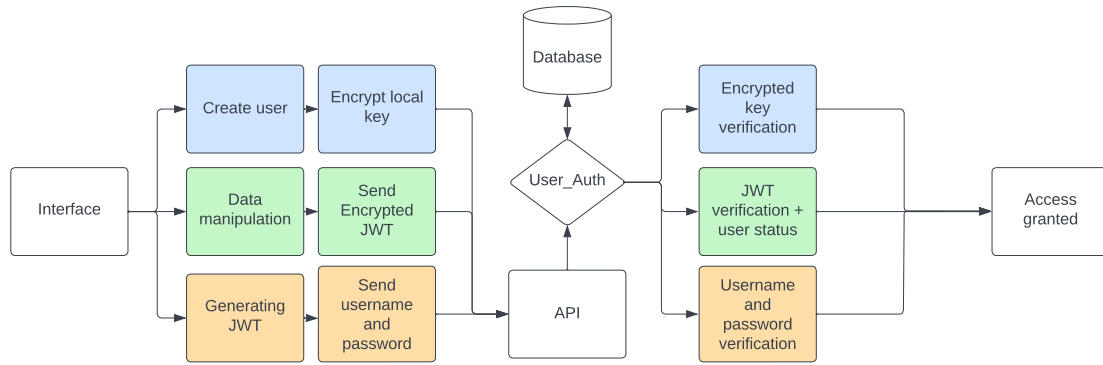 Database
Create user
Encrypt local
key
Encrypted
key
verification
Interface
Data
manipulation
Send
Encrypted
JWT
User_Auth
JWT
verification +
user status
Access
granted
Generating
JWT
Send
username
and
password
API
Username
and
password
verification